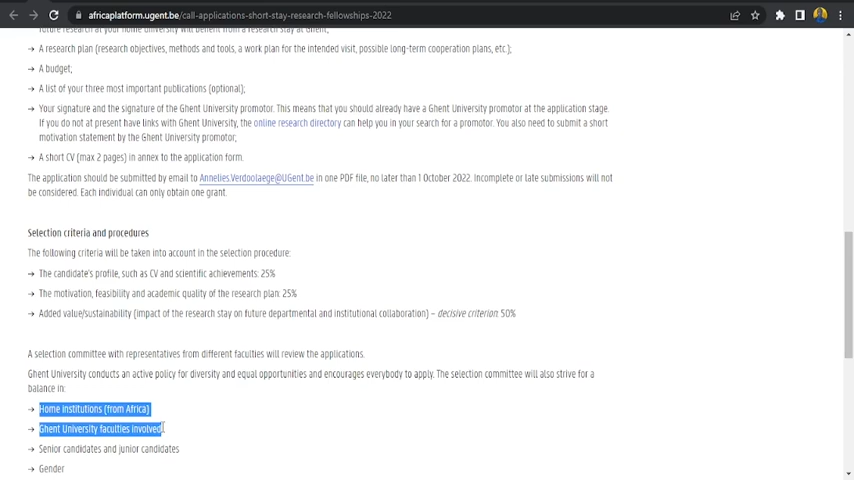 africaplatform.ugent.be/call-applications-short-stay-research-fellowships-2022
future research at your home university will benefit from a research stay at Ghent;
→ A research plan (research objectives, methods and tools, a work plan for the intended visit, possible long-term cooperation plans, etc.);
→ A budget;
→ A list of your three most important publications (optional);
→ Your signature and the signature of the Ghent University promotor. This means that you should already have a Ghent University promotor at the application stage.
If you do not at present have links with Ghent University, the online research directory can help you in your search for a promotor. You also need to submit a short
motivation statement by the Ghent University promotor;
→ A short CV (max 2 pages) in annex to the application form.
The application should be submitted by email to Annelies.Verdoolaege@UGent.be in one PDF file, no later than 1 October 2022. Incomplete or late submissions will not
be considered. Each individual can only obtain one grant.
Selection criteria and procedures
The following criteria will be taken into account in the selection procedure:
→ The candidate's profile, such as CV and scientific achievements: 25%
→ The motivation, feasibility and academic quality of the research plan: 25%
→ Added value/sustainability (impact of the research stay on future departmental and institutional collaboration) – decisive criterion: 50%
A selection committee with representatives from different faculties will review the applications.
Ghent University conducts an active policy for diversity and equal opportunities and encourages everybody to apply. The selection committee will also strive for a
balance in:
→ Home institutions (from Africa)
→ Ghent University faculties involved
→ Senior candidates and junior candidates
→ Gender